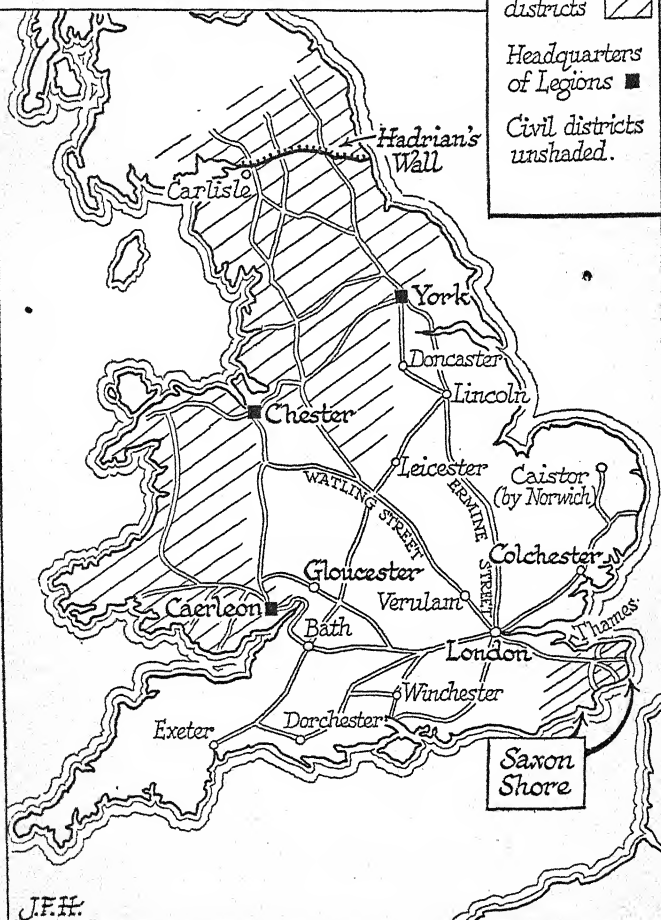 districts
Headquarters
of Legions
Civil districts
unshaded.
Hadrian's
Wall
Carlisle
York
Doncaster
Lincoln
Chester
Leicester
Caistor
(by Norwich)
WATLING STREET
ERMINE STREET
Colchester
Gloucester
Verulam
Caerleon
R. Thames.
Bath
London
Winchester
Exeter
Dorchester
Saxon
Shore
J.F.H.